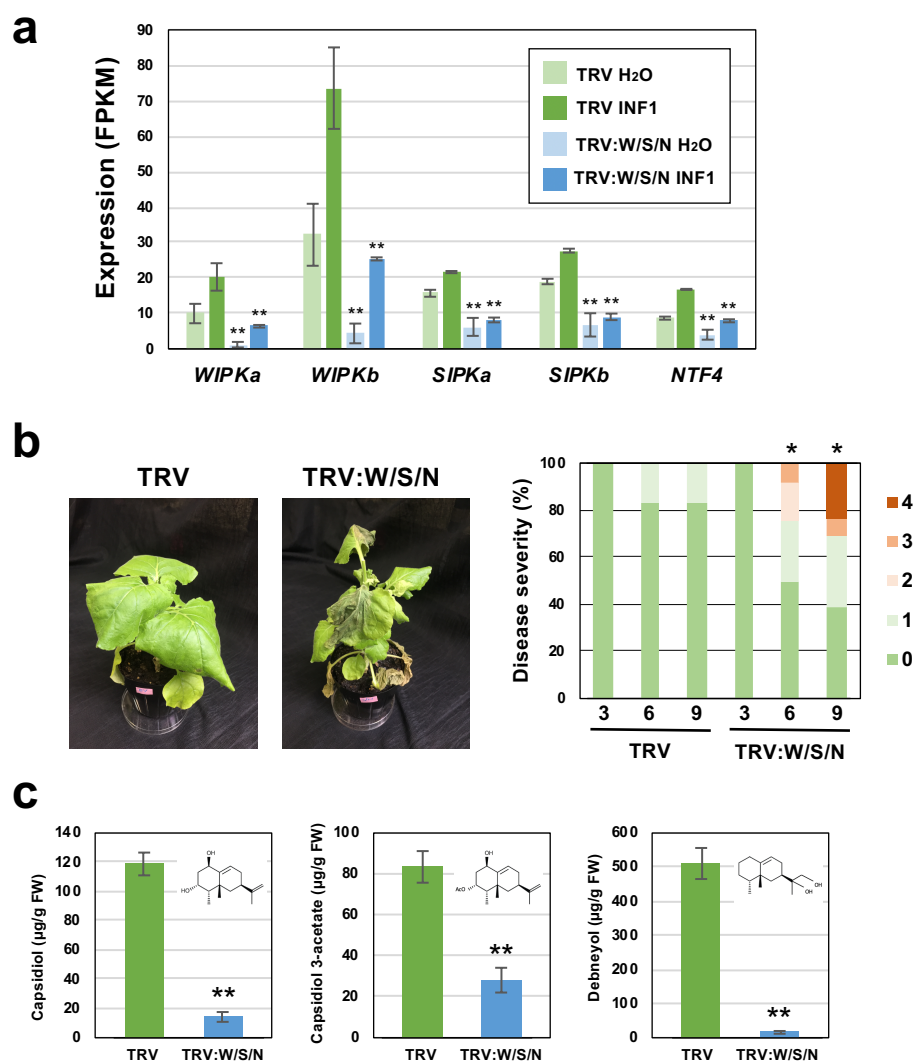 a
Expression (FPKM)
90
80
70
60
50
40
30
20
10
0
TRV H2O
TRV INF1
TRV:W/S/N H2O
TRV:W/S/N INF1
** ** ** ** ** ** ** ** ** **
WIPKa WIPKb SIPKa SIPKb NTF4
b
TRV TRV:W/S/N
Disease severity (%)
100
80
60
40
20
0
* *
4
3
2
1
0
3 6 9 3 6 9
TRV TRV:W/S/N
c
Capsidiol (µg/g FW)
140
120
100
80
60
40
20
0
OH
HO
**
TRV TRV:W/S/N
Capsidiol 3-acetate (µg/g FW)
100
80
60
40
20
0
OH
AcO
**
TRV TRV:W/S/N
Debneyol (µg/g FW)
600
500
400
300
200
100
0
OH
OH
**
TRV TRV:W/S/N